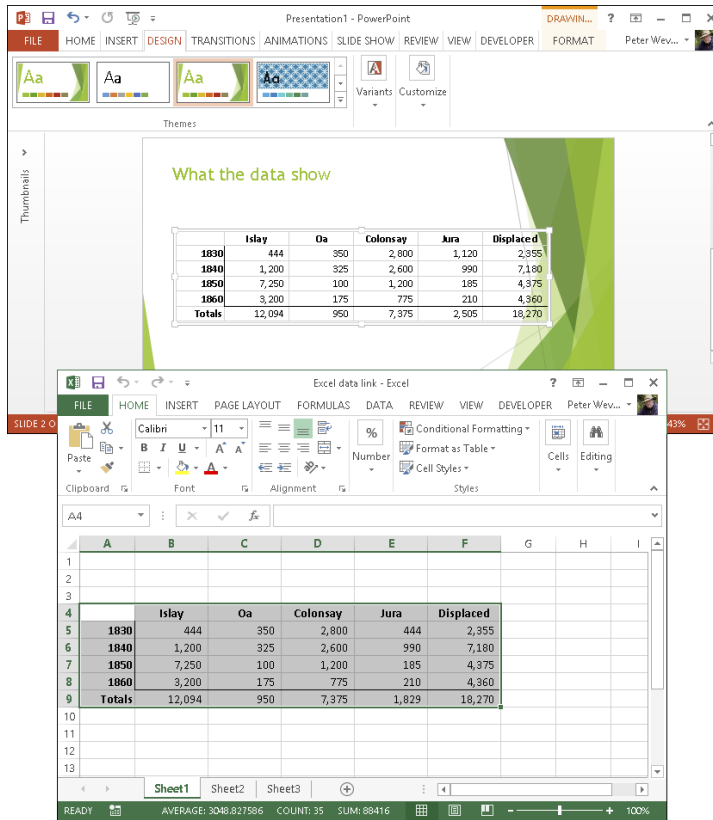 Presentation1 - PowerPoint
DRAWIN... ?
FILE HOME INSERT DESIGN TRANSITIONS ANIMATIONS SLIDE SHOW REVIEW VIEW DEVELOPER FORMAT Peter Wev...
Aa Aa Aa Aa
Variants Customize
Themes
Thumbnails
What the data show
Islay Oa Colonsay Jura Displaced
1830 444 350 2,800 1,120 2,355
1840 1,200 325 2,600 990 7,180
1850 7,250 100 1,200 185 4,375
1860 3,200 175 775 210 4,360
Totals 12,094 950 7,375 2,505 18,270
SLIDE 2 O
43%
Excel data link - Excel ?
FILE HOME INSERT PAGE LAYOUT FORMULAS DATA REVIEW VIEW DEVELOPER Peter Wev...
Paste
Calibri 11
B I U A A
A
%
Number
Conditional Formatting
Format as Table
Cell Styles
Cells Editing
Clipboard Font Alignment Styles
A4 fx
A B C D E F G H I
1
2
3
4 Islay Oa Colonsay Jura Displaced
5 1830 444 350 2,800 444 2,355
6 1840 1,200 325 2,600 990 7,180
7 1850 7,250 100 1,200 185 4,375
8 1860 3,200 175 775 210 4,360
9 Totals 12,094 950 7,375 1,829 18,270
10
11
12
13
Sheet1 Sheet2 Sheet3
READY AVERAGE: 3048.827586 COUNT: 35 SUM: 88416 100%